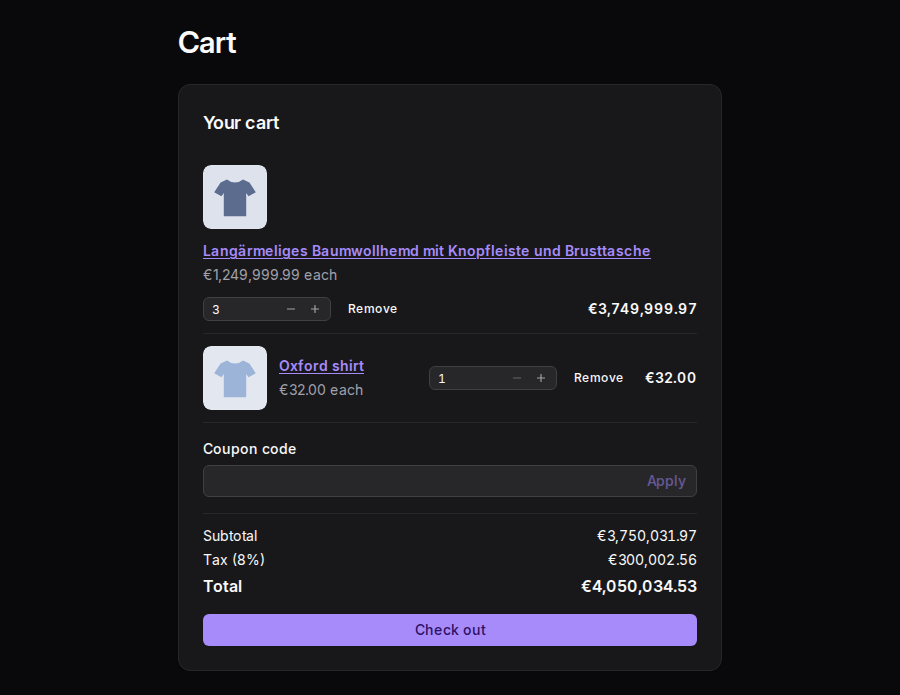 Cart
Your cart
Langärmeliges Baumwollhemd mit Knopfleiste und Brusttasche
€1,249,999.99 each
3 − + Remove €3,749,999.97
Oxford shirt
€32.00 each
1 − + Remove €32.00
Coupon code
Apply
Subtotal €3,750,031.97
Tax (8%) €300,002.56
Total €4,050,034.53
Check out